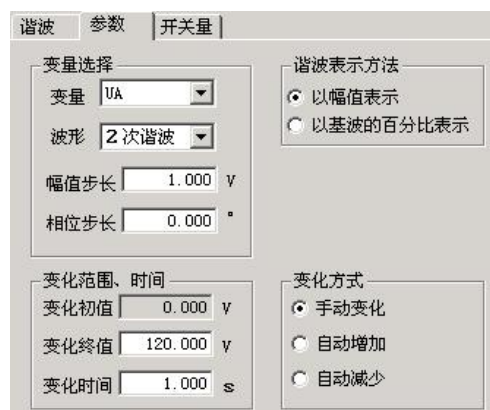 谐波 参数 开关量
变量选择
变量 UA
波形 2次谐波
幅值步长 1.000 V
相位步长 0.000 °
谐波表示方法
以幅值表示
以基波的百分比表示
变化范围、时间
变化初值 0.000 V
变化终值 120.000 V
变化时间 1.000 s
变化方式
手动变化
自动增加
自动减少